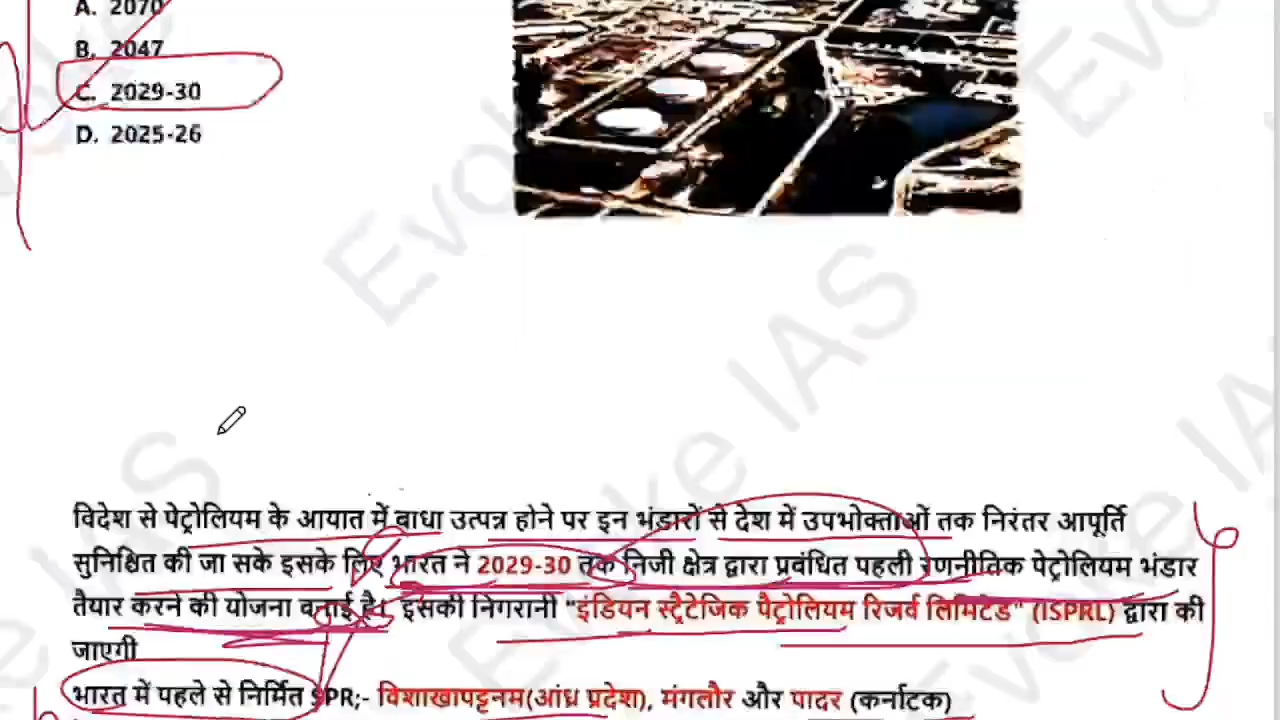 A. 2070
B. 2047
C. 2029-30
D. 2025-26
Evoke IAS
विदेश से पेट्रोलियम के आयात में बाधा उत्पन्न होने पर इन भंडारों से देश में उपभोक्ताओं तक निरंतर आपूर्ति
सुनिश्चित की जा सके इसके लिए भारत ने 2029-30 तक निजी क्षेत्र द्वारा प्रबंधित पहली रणनीतिक पेट्रोलियम भंडार
तैयार करने की योजना बनाई है। इसकी निगरानी "इंडियन स्ट्रैटेजिक पैट्रोलियम रिजर्व लिमिटेड" (ISPRL) द्वारा की
जाएगी
भारत में पहले से निर्मित SPR;- विशाखापट्टनम(आंध्र प्रदेश), मंगलौर और पादर (कर्नाटक)